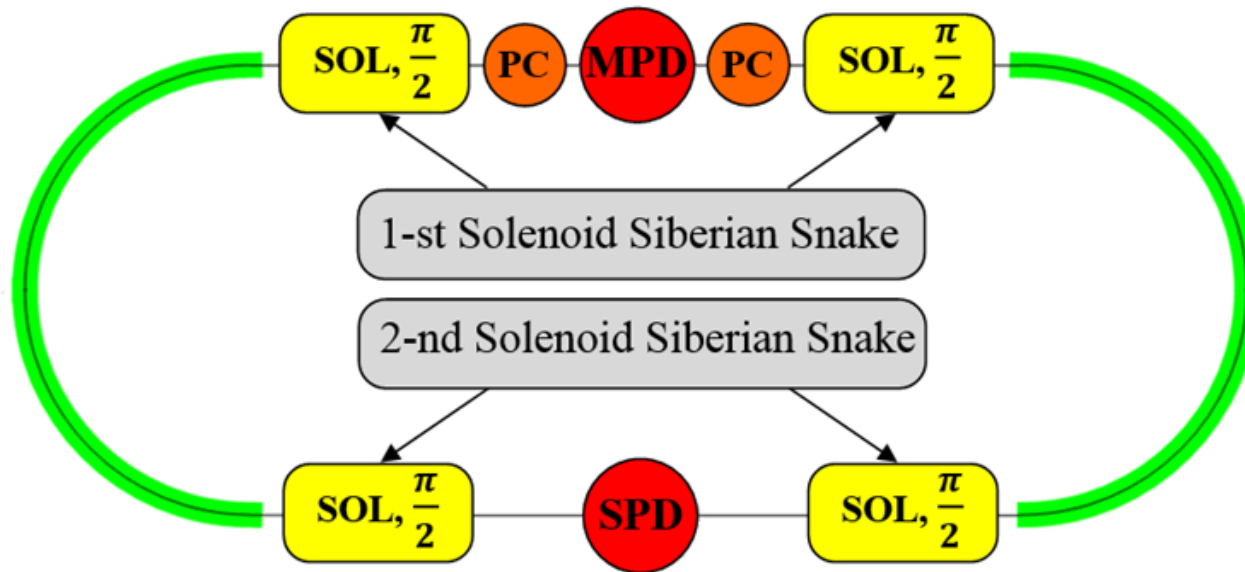 SOL, π/2 PC MPD PC SOL, π/2
1-st Solenoid Siberian Snake
2-nd Solenoid Siberian Snake
SOL, π/2 SPD SOL, π/2